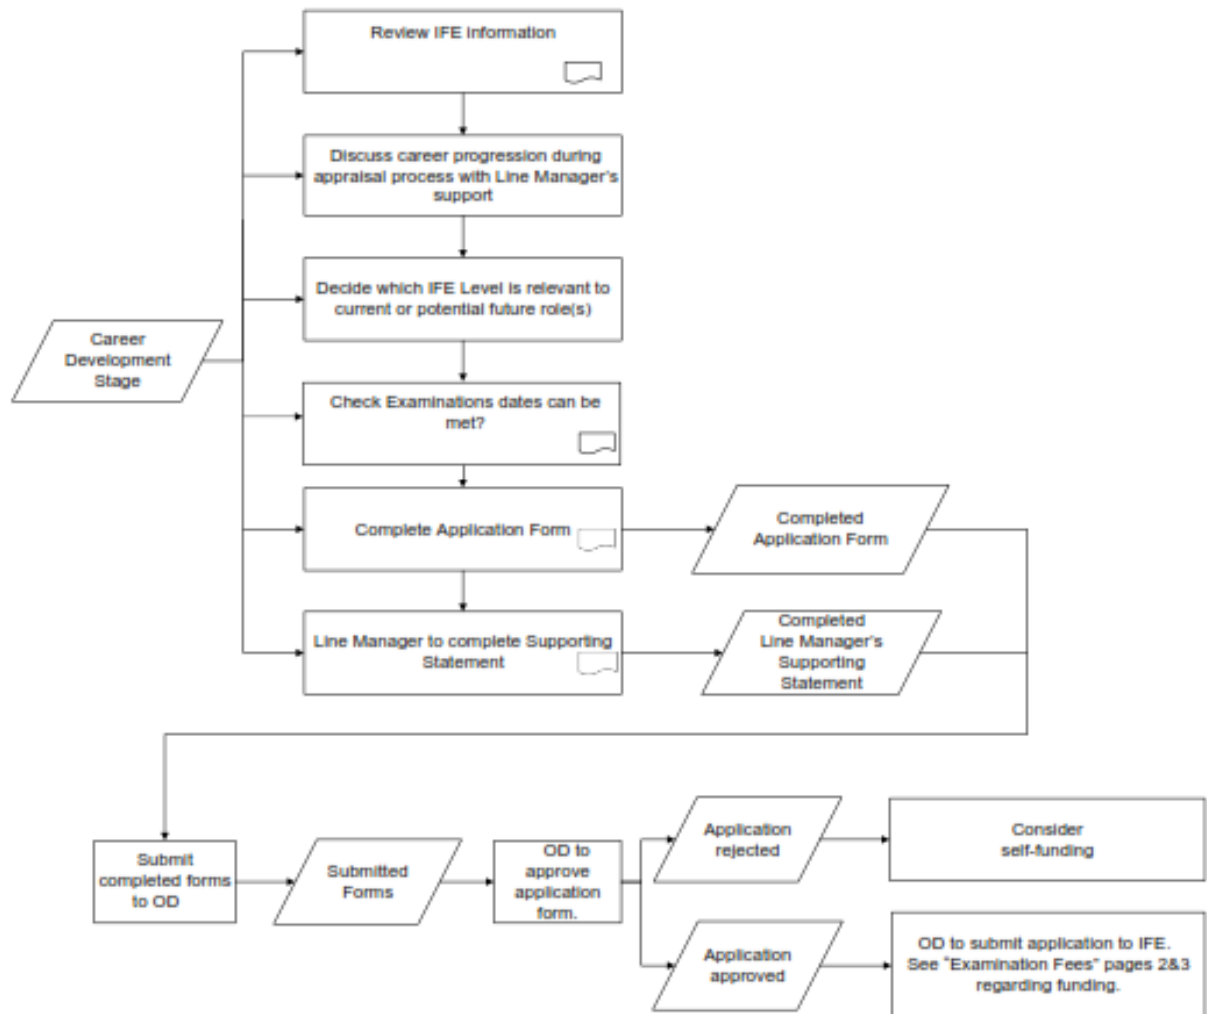 Review IFE Information
Discuss career progression during
appraisal process with Line Manager's
support
Decide which IFE Level is relevant to
current or potential future role(s)
Career
Development
Stage
Check Examinations dates can be
met?
Complete Application Form
Completed
Application Form
Line Manager to complete Supporting
Statement
Completed
Line Manager's
Supporting
Statement
Submit
completed forms
to OD
Submitted
Forms
OD to
approve
application
form.
Application
rejected
Consider
self-funding
Application
approved
OD to submit application to IFE.
See "Examination Fees" pages 2&3
regarding funding.